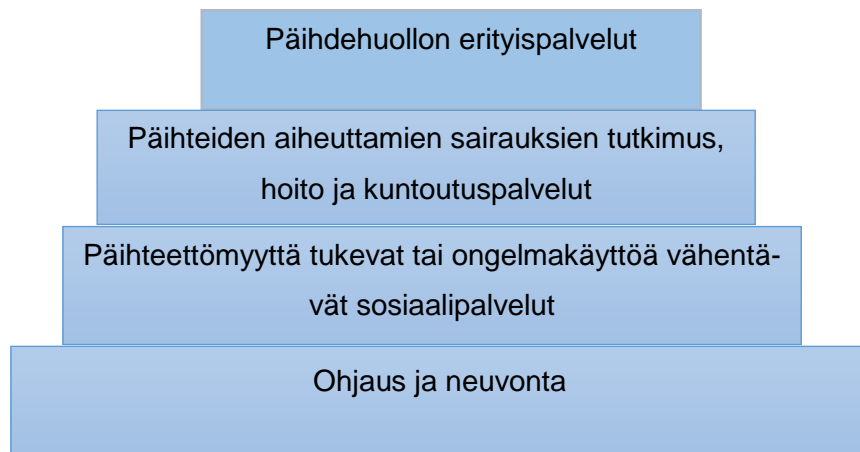 Päihdehuollon erityispalvelut
Päihteiden aiheuttamien sairauksien tutkimus,
hoito ja kuntoutuspalvelut
Päihteettömyyttä tukevat tai ongelmakäyttöä vähentä-
vät sosiaalipalvelut
Ohjaus ja neuvonta